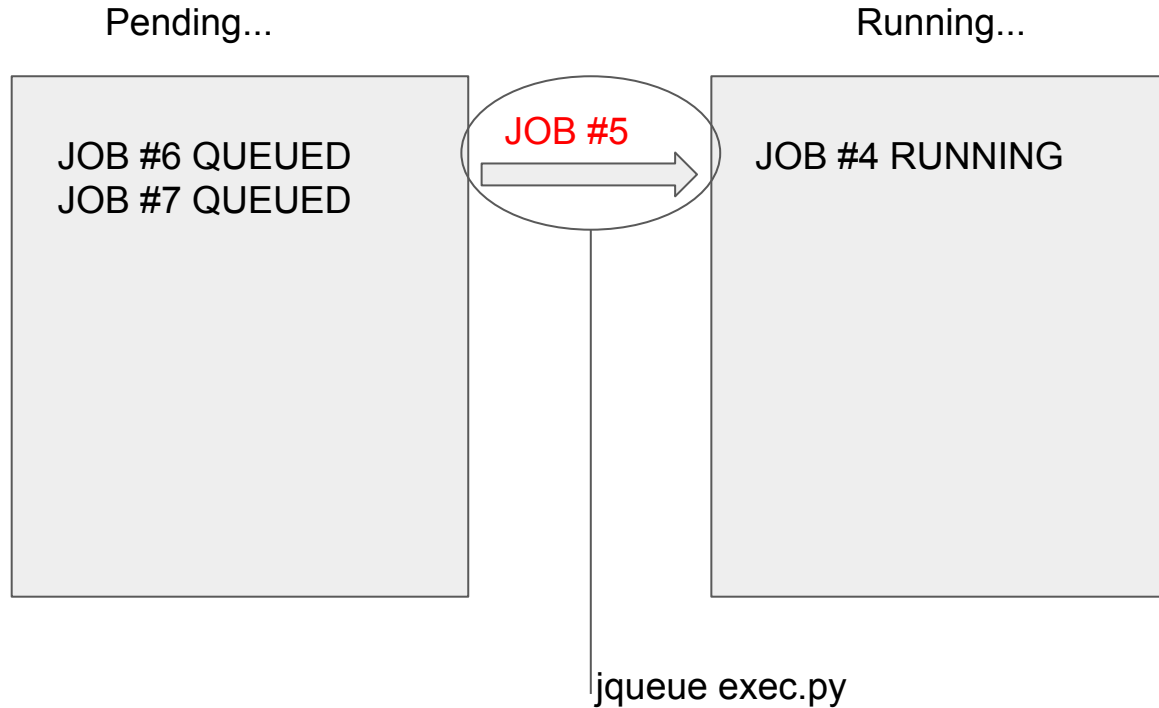 Pending...
Running...
JOB #6 QUEUED
JOB #7 QUEUED
JOB #5
JOB #4 RUNNING
jqueue exec.py